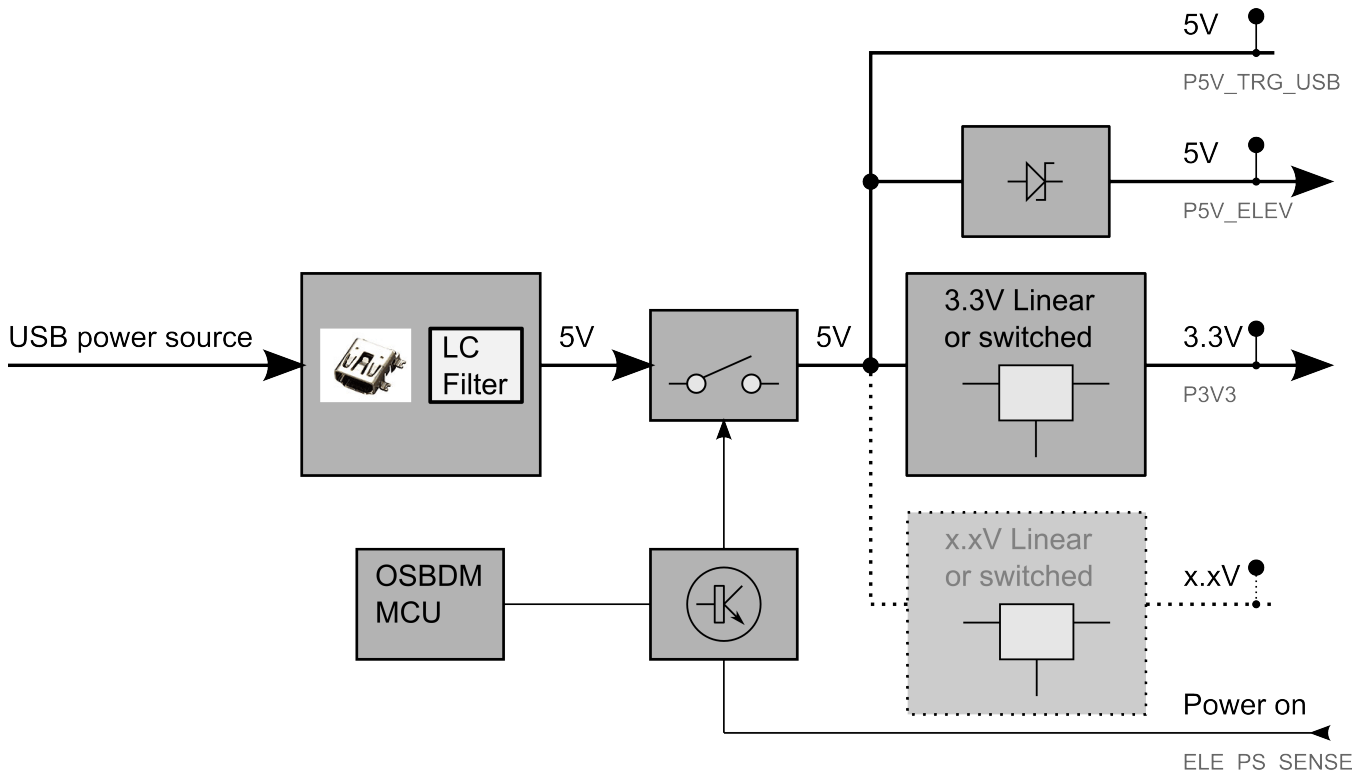 5V
P5V_TRG_USB
5V
P5V_ELEV
USB power source
LC
Filter
5V
5V
3.3V Linear
or switched
3.3V
P3V3
OSBDM
MCU
x.xV Linear
or switched
x.xV
Power on
ELE_PS_SENSE